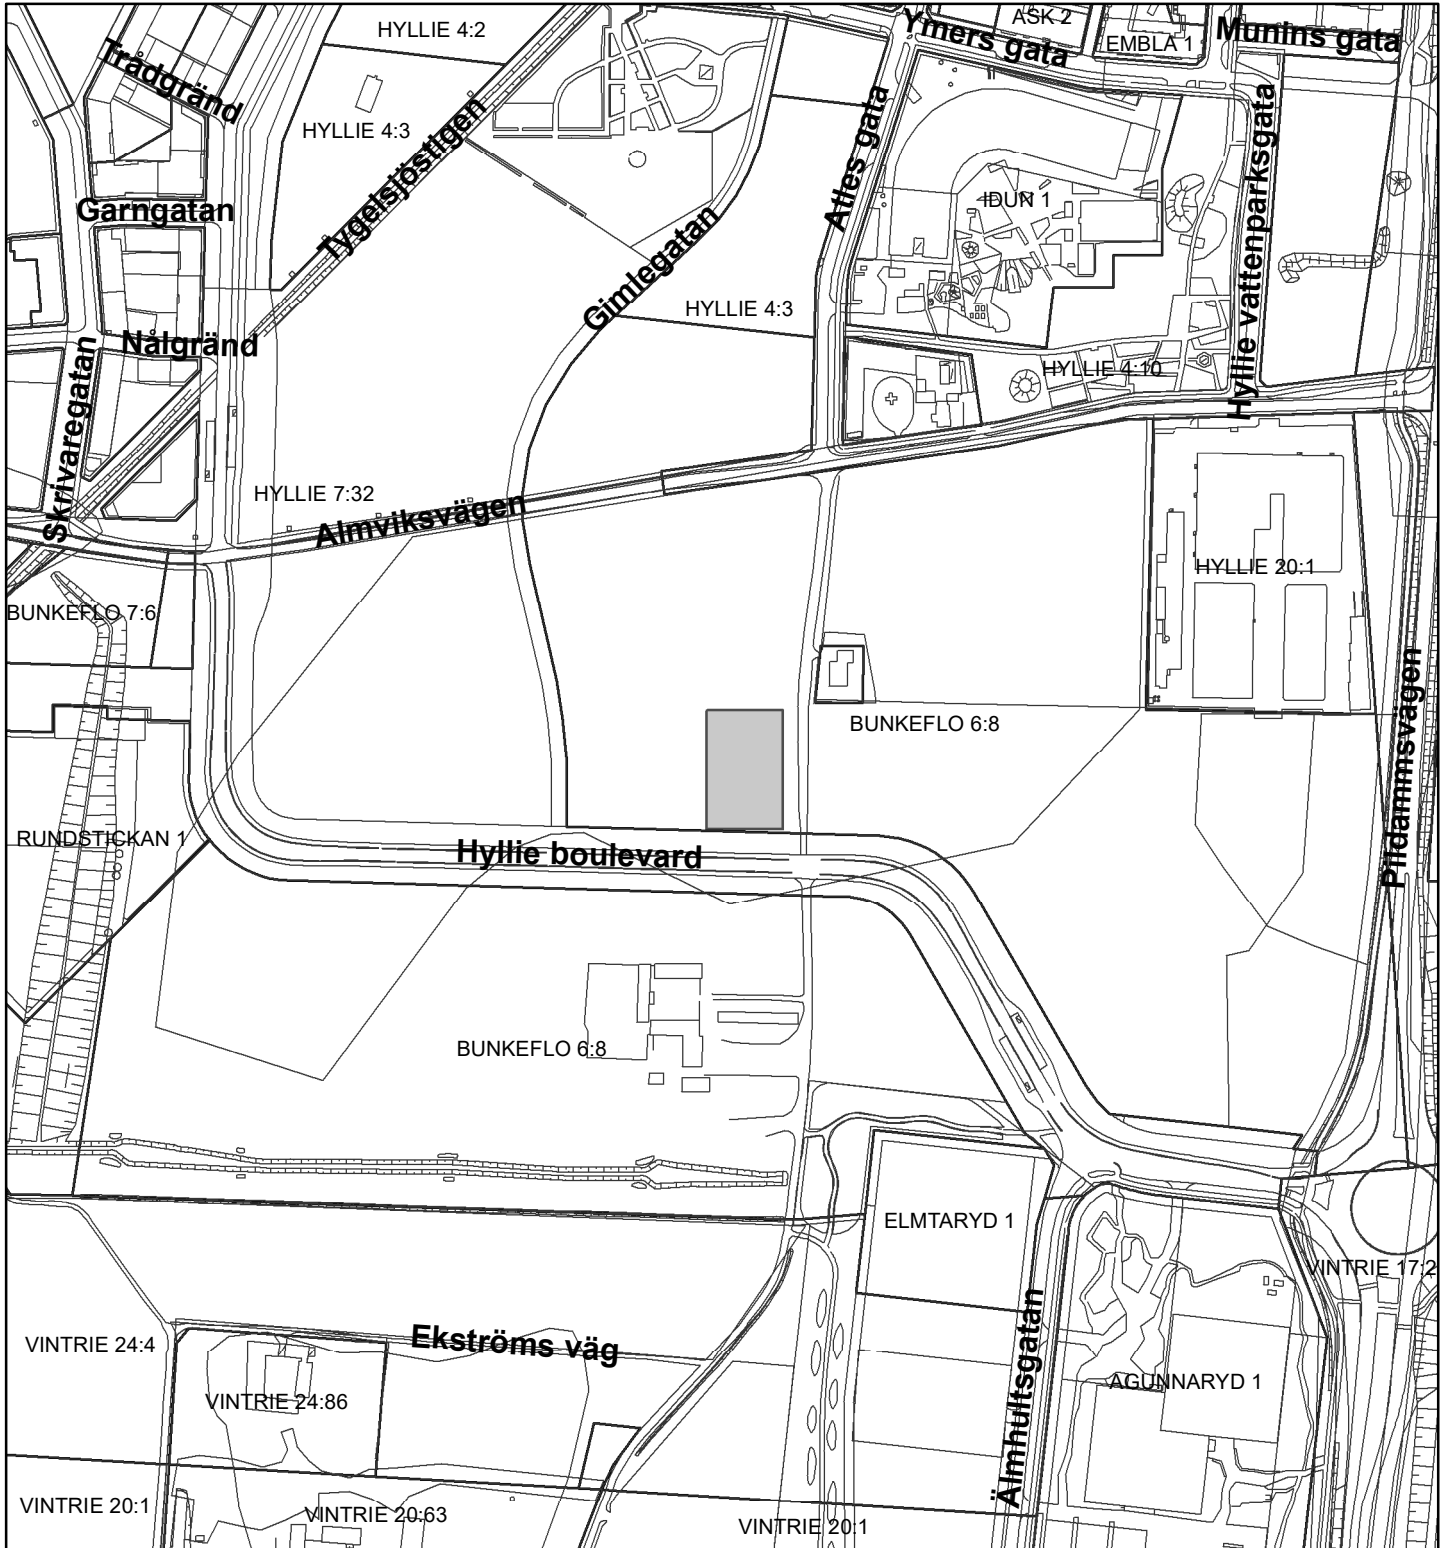 HYLLIE 4:2
ASK 2
Ymers gata
EMBLA 1
Munins gata
Trädgränd
HYLLIE 4:3
Tygelsjöstigen
Atles gata
Hyllie vattenparksgata
IDUN 1
Garngatan
Gimlegatan
HYLLIE 4:3
Nålgränd
HYLLIE 4:10
Skrivaregatan
HYLLIE 7:32
Almviksvägen
HYLLIE 20:1
BUNKEFLO 7:6
BUNKEFLO 6:8
Pildammsvägen
RUNDSTICKAN 1
Hyllie boulevard
BUNKEFLO 6:8
ELMTARYD 1
VINTRIE 17:2
VINTRIE 24:4
Ekströms väg
Älmhultsgatan
VINTRIE 24:86
AGUNNARYD 1
VINTRIE 20:1
VINTRIE 20:63
VINTRIE 20:1